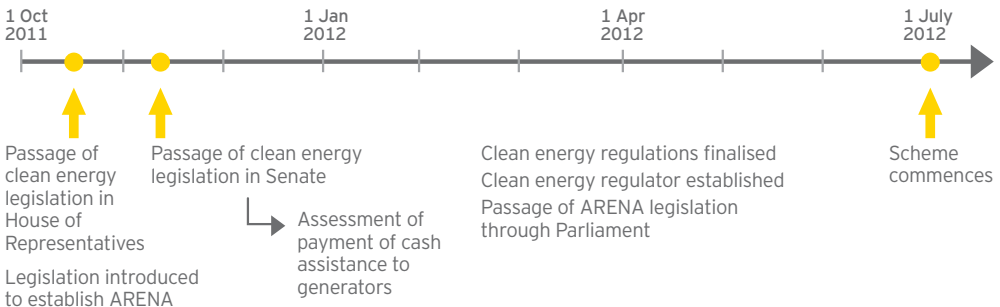 1 Oct
2011
1 Jan
2012
1 Apr
2012
1 July
2012
Passage of
clean energy
legislation in
House of
Representatives
Legislation introduced
to establish ARENA
Passage of clean energy
legislation in Senate
Assessment of
payment of cash
assistance to
generators
Clean energy regulations finalised
Clean energy regulator established
Passage of ARENA legislation
through Parliament
Scheme
commences